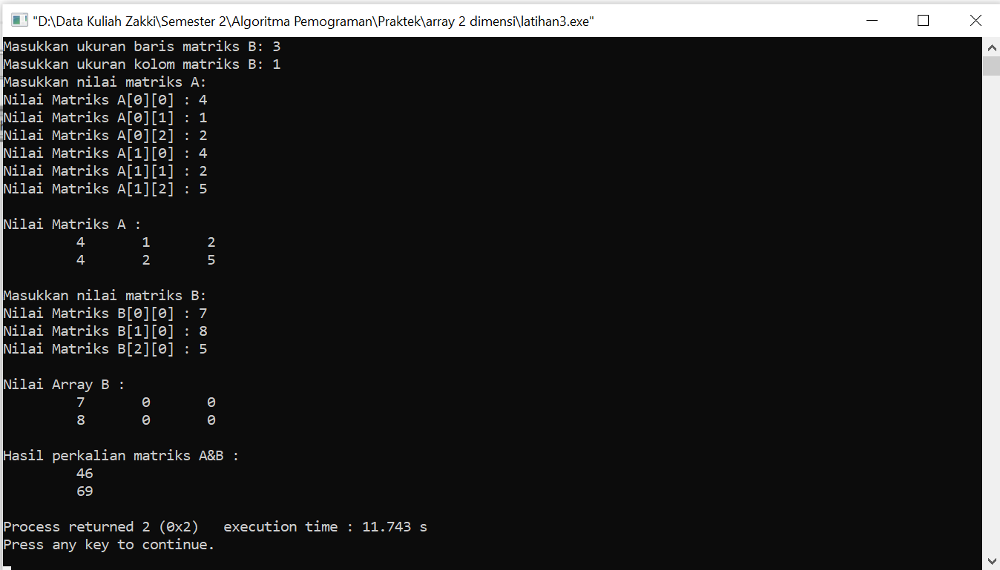 "D:\Data Kuliah Zakki\Semester 2\Algoritma Pemograman\Praktek\array 2 dimensi\latihan3.exe"
Masukkan ukuran baris matriks B: 3
Masukkan ukuran kolom matriks B: 1
Masukkan nilai matriks A:
Nilai Matriks A[0][0] : 4
Nilai Matriks A[0][1] : 1
Nilai Matriks A[0][2] : 2
Nilai Matriks A[1][0] : 4
Nilai Matriks A[1][1] : 2
Nilai Matriks A[1][2] : 5
Nilai Matriks A :
4 1 2
4 2 5
Masukkan nilai matriks B:
Nilai Matriks B[0][0] : 7
Nilai Matriks B[1][0] : 8
Nilai Matriks B[2][0] : 5
Nilai Array B :
7 0 0
8 0 0
Hasil perkalian matriks A&B :
46
69
Process returned 2 (0x2) execution time : 11.743 s
Press any key to continue.